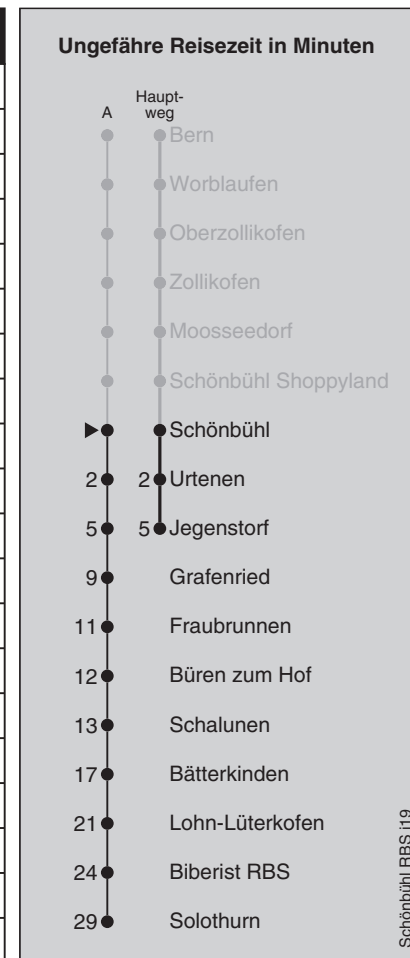 Ungefähre Reisezeit in Minuten
A Haupt-
weg
Bern
Worblaufen
Oberzollikofen
Zollikofen
Moosseedorf
Schönbühl Shoppyland
Schönbühl
2 2 Urtenen
5 5 Jegenstorf
9 Grafenried
11 Fraubrunnen
12 Büren zum Hof
13 Schalunen
17 Bätterkinden
21 Lohn-Lüterkofen
24 Biberist RBS
29 Solothurn
Schönbühl RBS j19